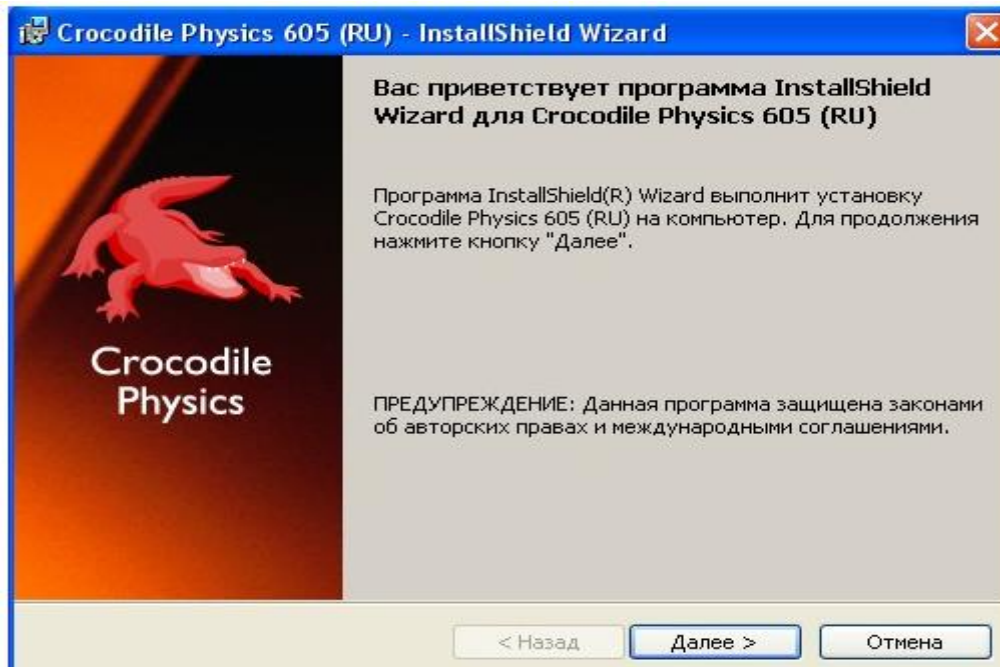 Crocodile Physics 605 (RU) - InstallShield Wizard
Вас приветствует программа InstallShield
Wizard для Crocodile Physics 605 (RU)
Программа InstallShield(R) Wizard выполнит установку
Crocodile Physics 605 (RU) на компьютер. Для продолжения
нажмите кнопку "Далее".
Crocodile
Physics
ПРЕДУПРЕЖДЕНИЕ: Данная программа защищена законами
об авторских правах и международными соглашениями.
< Назад
Далее >
Отмена